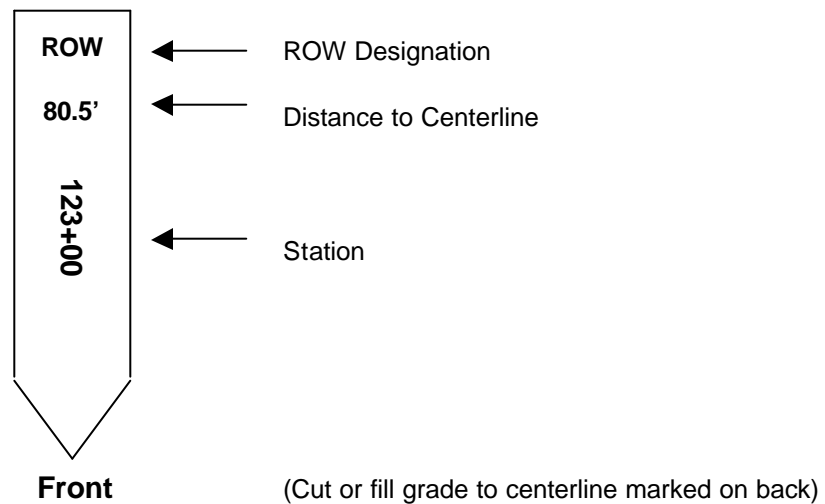 ROW
ROW Designation
80.5’
Distance to Centerline
123+00
Station
Front
(Cut or fill grade to centerline marked on back)